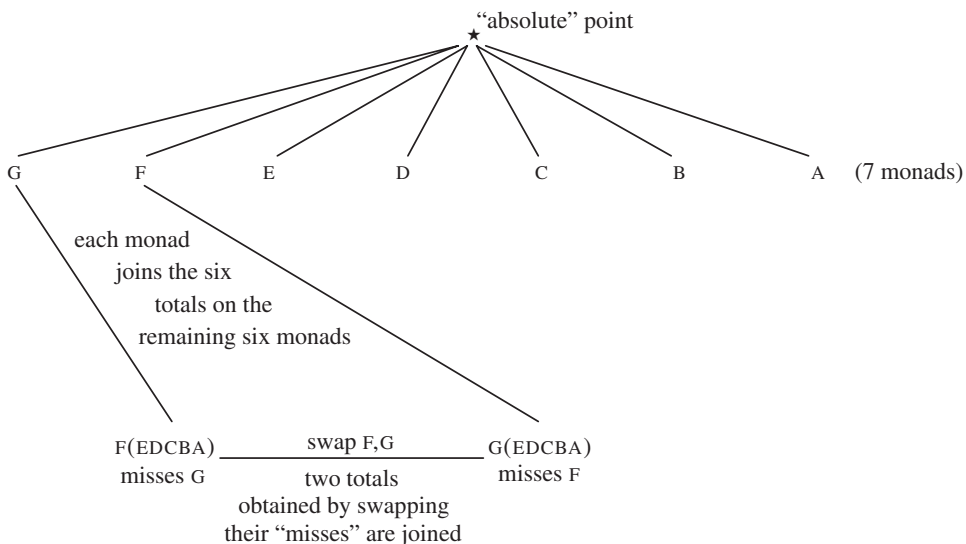 “absolute” point
G F E D C B A (7 monads)
each monad
joins the six
totals on the
remaining six monads
F(EDCBA) swap F,G G(EDCBA)
misses G two totals misses F
obtained by swapping
their “misses” are joined